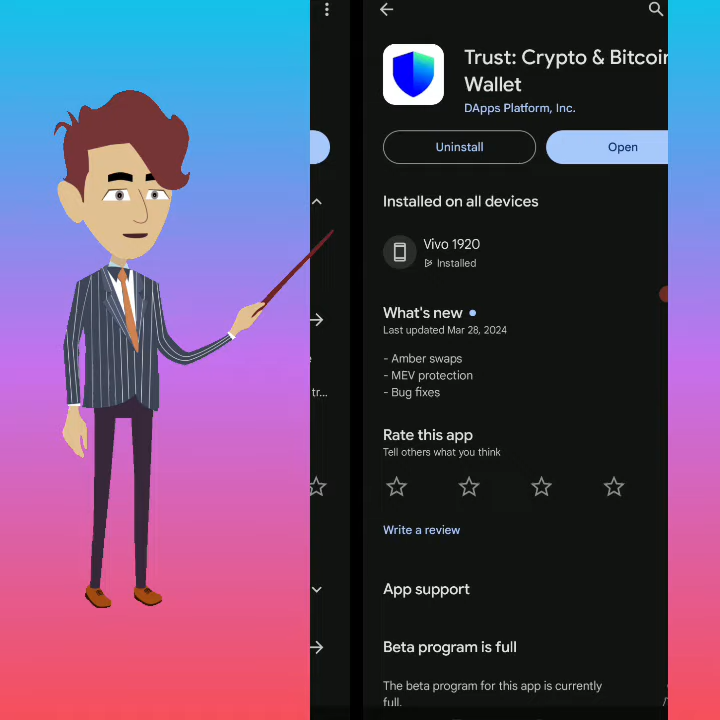 Trust: Crypto & Bitcoin
Wallet
DApps Platform, Inc.
Uninstall
Open
Installed on all devices
Vivo 1920
Installed
What's new
Last updated Mar 28, 2024
- Amber swaps
- MEV protection
- Bug fixes
Rate this app
Tell others what you think
tr...
Write a review
App support
Beta program is full
The beta program for this app is currently
full.